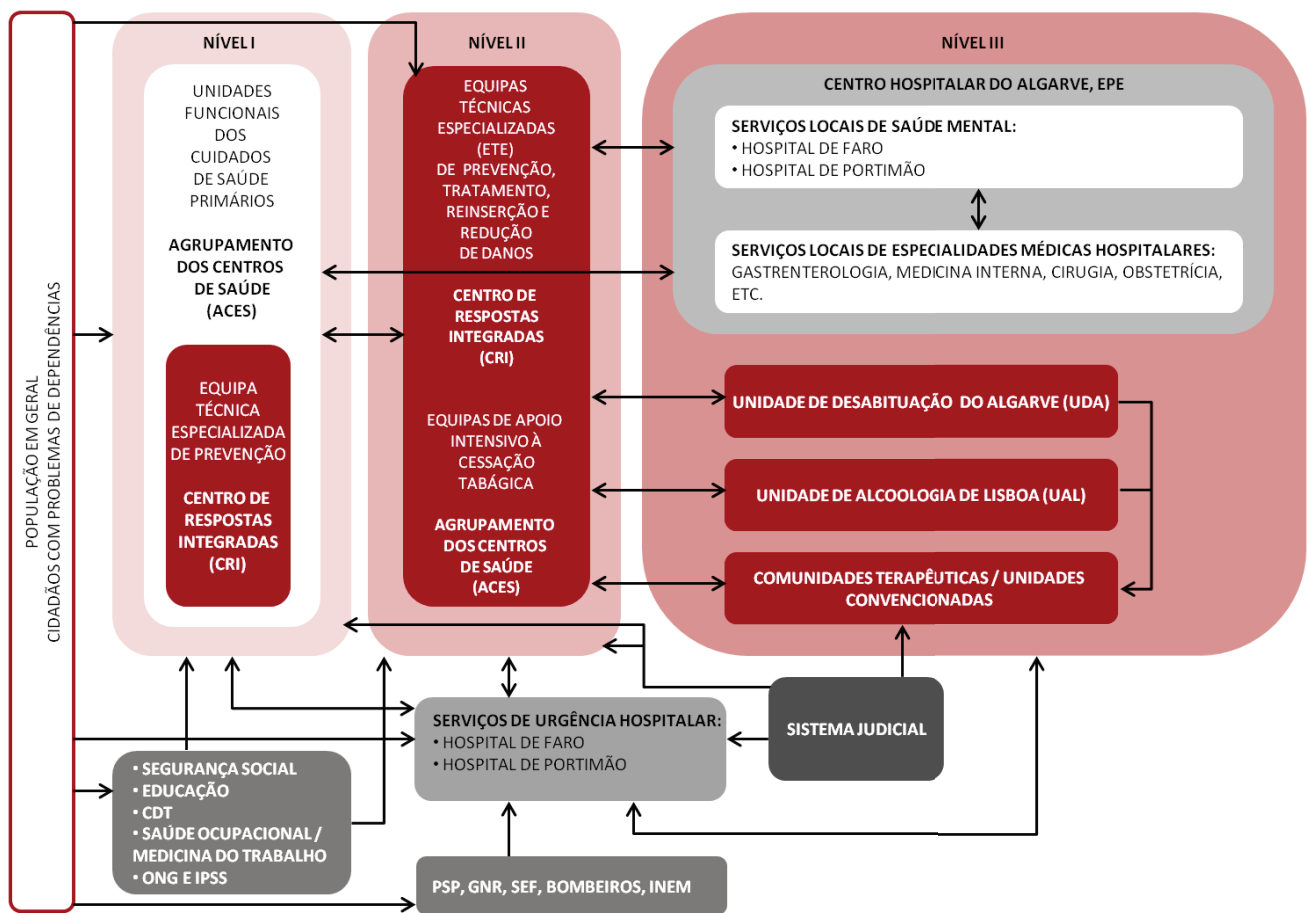 POPULAÇÃO EM GERAL
CIDADÃOS COM PROBLEMAS DE DEPENDÊNCIAS
NÍVEL I
UNIDADES
FUNCIONAIS
DOS
CUIDADOS
DE SAÚDE
PRIMÁRIOS
AGRUPAMENTO
DOS CENTROS
DE SAÚDE
(ACES)
EQUIPA
TÉCNICA
ESPECIALIZADA
DE PREVENÇÃO
CENTRO DE
RESPOSTAS
INTEGRADAS
(CRI)
NÍVEL II
EQUIPAS
TÉCNICAS
ESPECIALIZADAS
(ETE)
DE PREVENÇÃO,
TRATAMENTO,
REINSERÇÃO E
REDUÇÃO
DE DANOS
CENTRO DE
RESPOSTAS
INTEGRADAS
(CRI)
EQUIPAS DE APOIO
INTENSIVO À
CESSAÇÃO
TABÁGICA
AGRUPAMENTO
DOS CENTROS
DE SAÚDE
(ACES)
NÍVEL III
CENTRO HOSPITALAR DO ALGARVE, EPE
SERVIÇOS LOCAIS DE SAÚDE MENTAL:
• HOSPITAL DE FARO
• HOSPITAL DE PORTIMÃO
SERVIÇOS LOCAIS DE ESPECIALIDADES MÉDICAS HOSPITALARES:
GASTRENTEROLOGIA, MEDICINA INTERNA, CIRUGIA, OBSTETRÍCIA,
ETC.
UNIDADE DE DESABITUAÇÃO DO ALGARVE (UDA)
UNIDADE DE ALCOOLOGIA DE LISBOA (UAL)
COMUNIDADES TERAPÊUTICAS / UNIDADES
CONVENCIONADAS
SERVIÇOS DE URGÊNCIA HOSPITALAR:
• HOSPITAL DE FARO
• HOSPITAL DE PORTIMÃO
SISTEMA JUDICIAL
• SEGURANÇA SOCIAL
• EDUCAÇÃO
• CDT
• SAÚDE OCUPACIONAL /
MEDICINA DO TRABALHO
• ONG E IPSS
PSP, GNR, SEF, BOMBEIROS, INEM